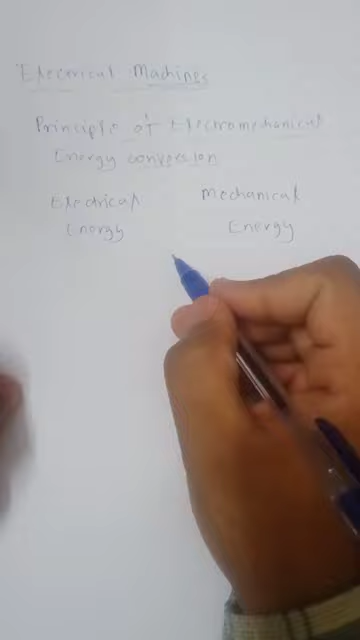 Electrical Machines
Principle of Electromechanical
Energy conversion
Electrical Mechanical
Energy Energy